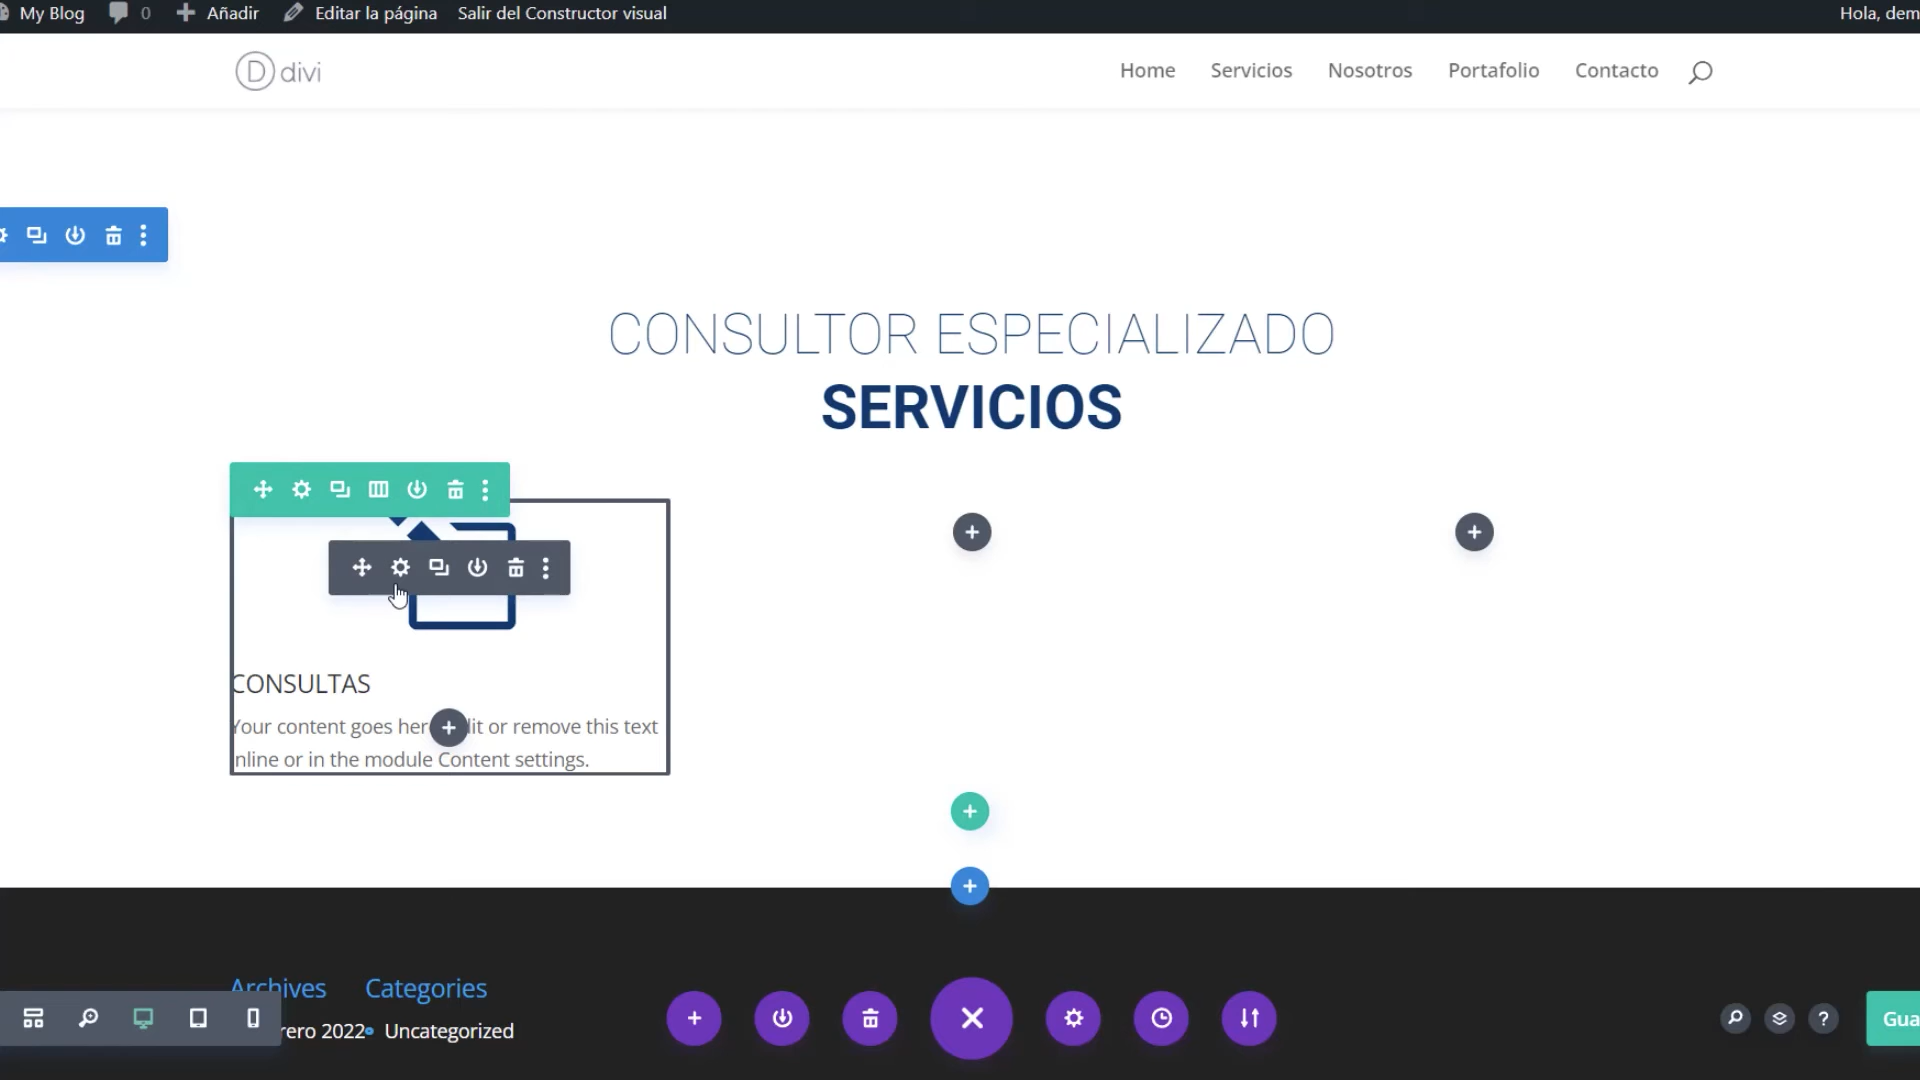 My Blog 0 Añadir Editar la página Salir del Constructor visual Hola, dem
D divi Home Servicios Nosotros Portafolio Contacto
CONSULTOR ESPECIALIZADO
SERVICIOS
CONSULTAS
Your content goes her lit or remove this text
nline or in the module Content settings.
Archives Categories
rero 2022 Uncategorized
? Gua